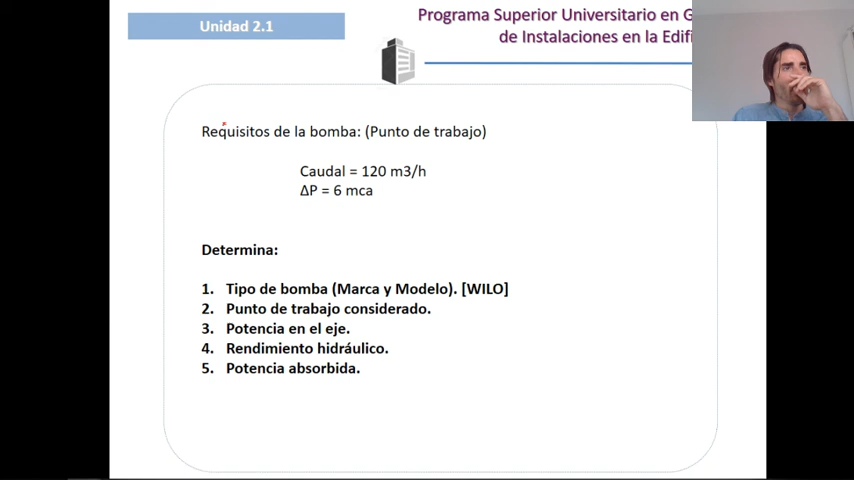 Unidad 2.1
Programa Superior Universitario en G
de Instalaciones en la Edifi
Requisitos de la bomba: (Punto de trabajo)
Caudal = 120 m3/h
ΔP = 6 mca
Determina:
1. Tipo de bomba (Marca y Modelo). [WILO]
2. Punto de trabajo considerado.
3. Potencia en el eje.
4. Rendimiento hidráulico.
5. Potencia absorbida.